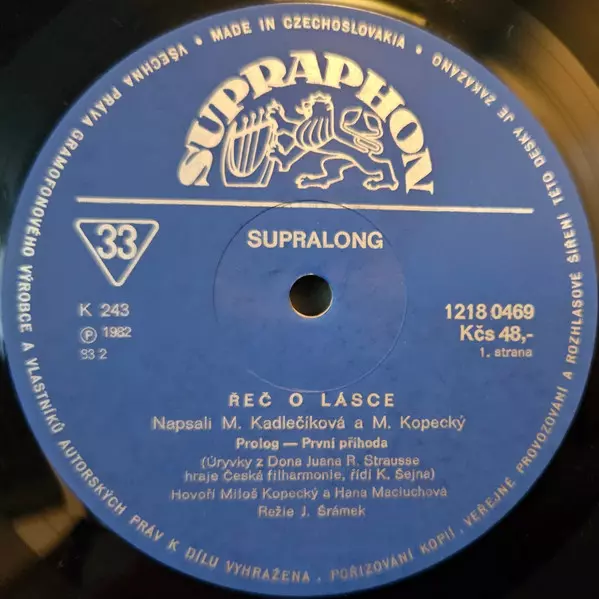 MADE IN CZECHOSLOVAKIA • VŠECHNA PRÁVA GRAMOFONOVÉHO VÝROBCE A VLASTNÍKŮ AUTORSKÝCH PRÁV K DÍLU VYHRAŽENA. POŘIZOVÁNÍ KOPIÍ, VEŘEJNÉ PROVOZOVÁNÍ A ROZHLASOVÉ ŠÍŘENÍ TÉTO DESKY JE ZAKÁZÁNO •
SUPRAPHON
33
SUPRALONG
K 243
Ⓟ 1982
83 2
1218 0469
Kčs 48,-
1. strana
ŘEČ O LÁSCE
Napsali M. Kadlečíková a M. Kopecký
Prolog — První příhoda
(Úryvky z Dona Juana R. Strausse
hraje Česká filharmonie, řídí K. Šejna)
Hovoří Miloš Kopecký a Hana Maciuchová
Režie J. Šrámek